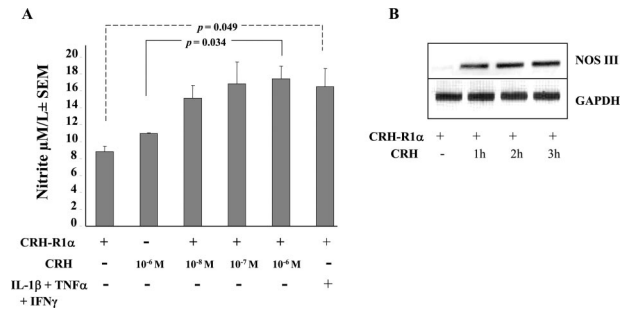 A
p = 0.049
p = 0.034
Nitrite µM/L± SEM
20
18
16
14
12
10
8
6
4
2
0
CRH-R1α + - + + + +
CRH - 10⁻⁶ M 10⁻⁸ M 10⁻⁷ M 10⁻⁶ M -
IL-1β + TNFα - - - - - +
+ IFNγ
B
NOS III
GAPDH
CRH-R1α + + + +
CRH - 1h 2h 3h